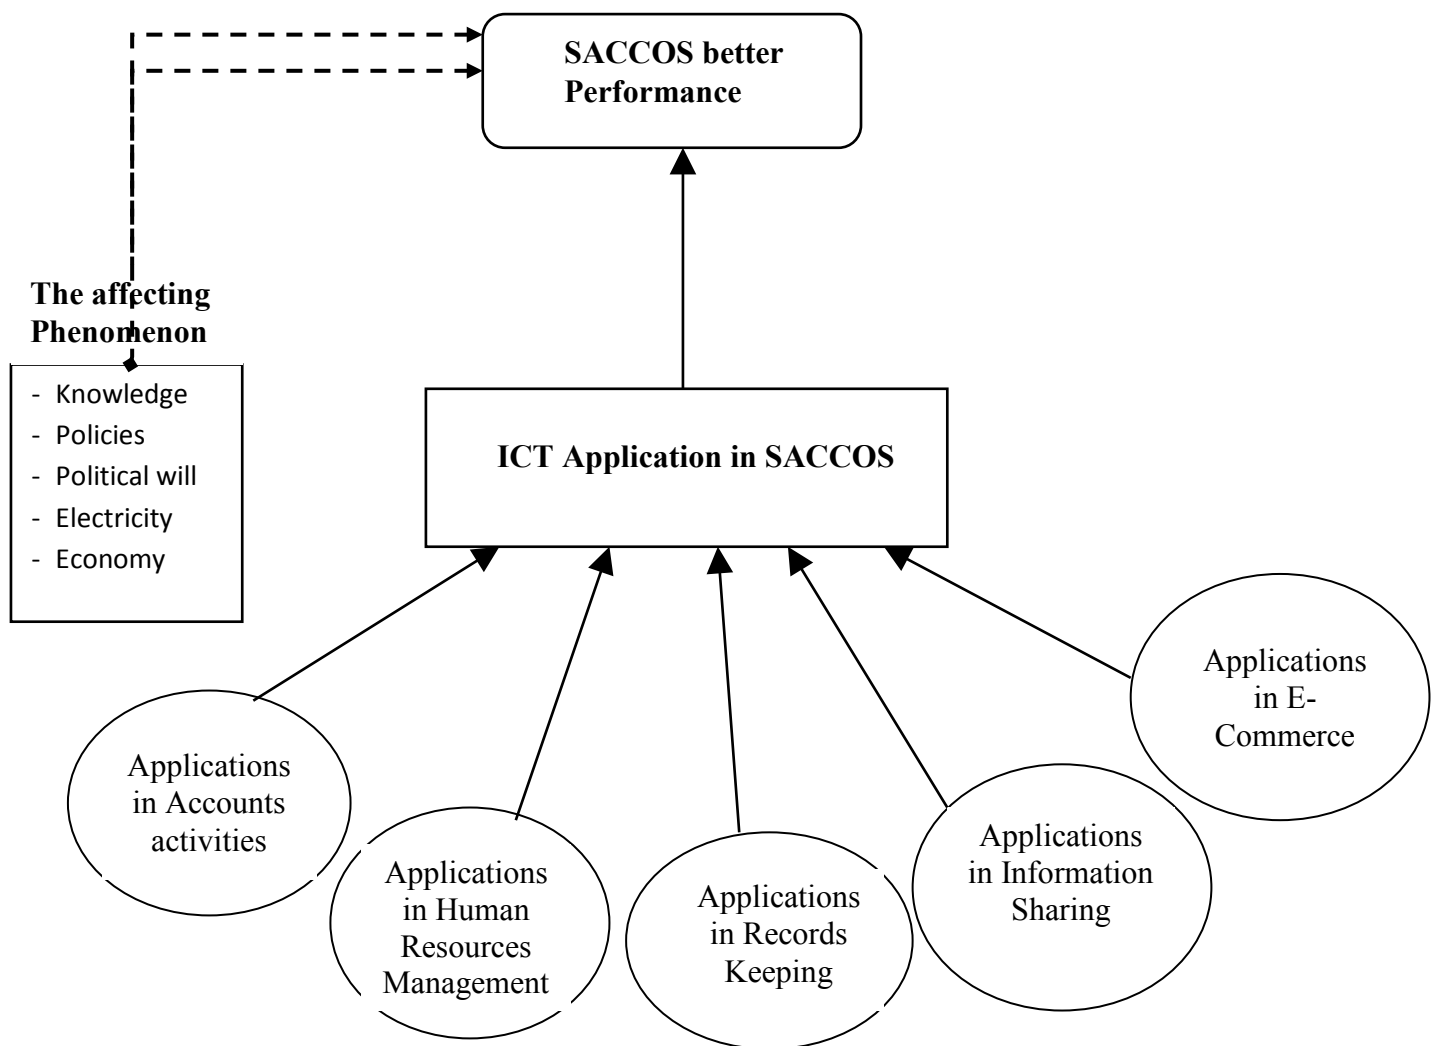 SACCOS better
Performance
The affecting
Phenomenon
- Knowledge
- Policies
- Political will
- Electricity
- Economy
ICT Application in SACCOS
Applications
in Accounts
activities
Applications
in Human
Resources
Management
Applications
in Records
Keeping
Applications
in Information
Sharing
Applications
in E-
Commerce